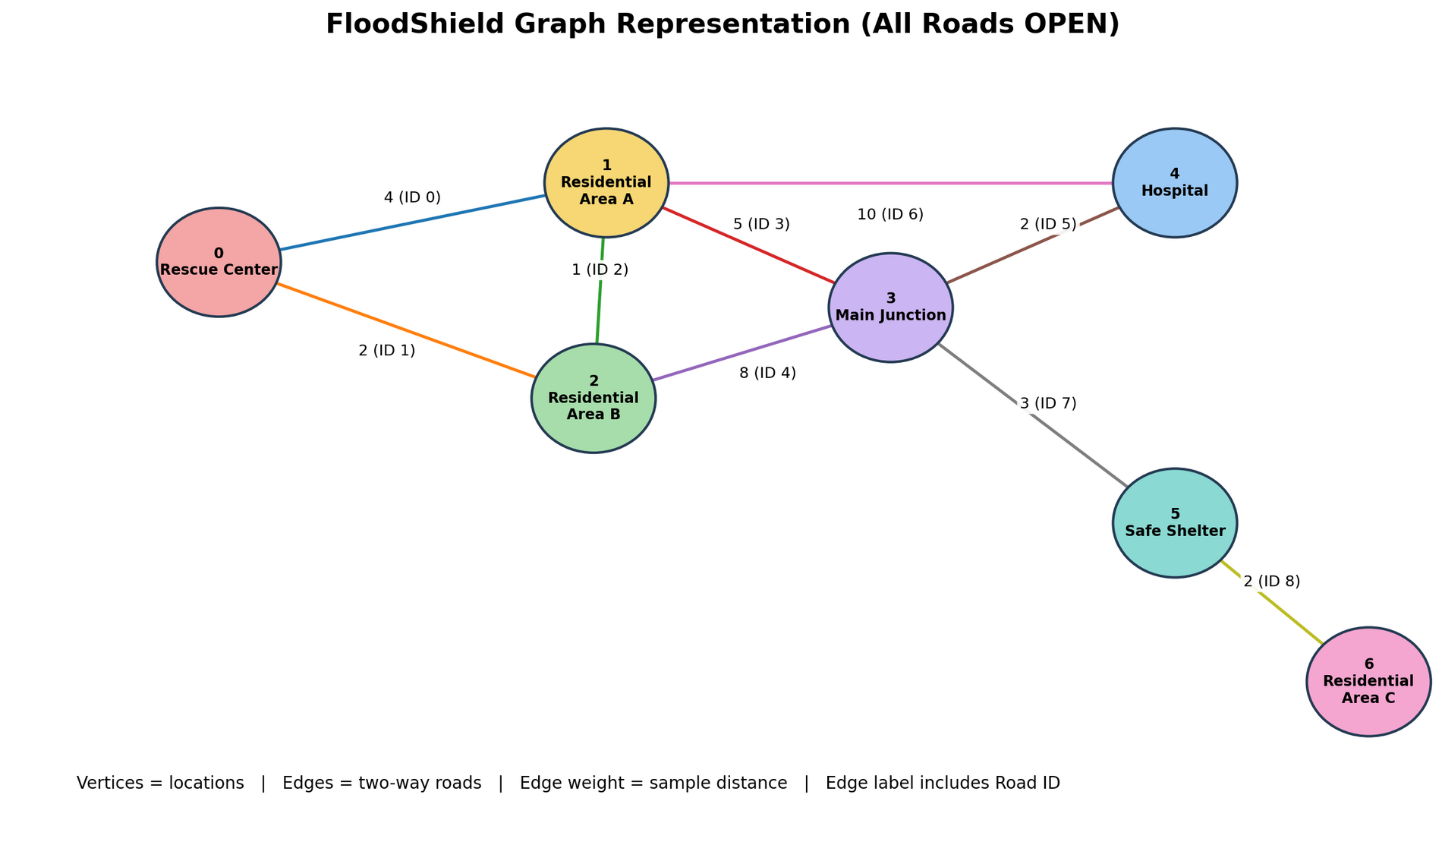 FloodShield Graph Representation (All Roads OPEN)
1
Residential
Area A
4
Hospital
4 (ID 0)
10 (ID 6)
5 (ID 3)
2 (ID 5)
0
Rescue Center
1 (ID 2)
3
Main Junction
2 (ID 1)
8 (ID 4)
2
Residential
Area B
3 (ID 7)
5
Safe Shelter
2 (ID 8)
6
Residential
Area C
Vertices = locations | Edges = two-way roads | Edge weight = sample distance | Edge label includes Road ID